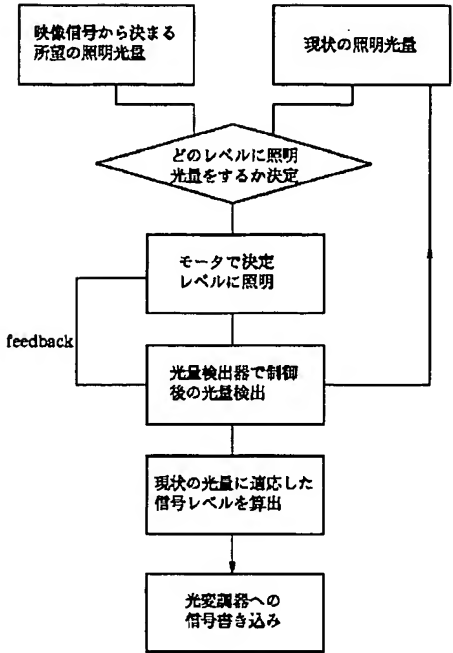 映像信号から決まる
所望の照明光量
現状の照明光量
どのレベルに照明
光量をするか決定
モータで決定
レベルに照明
feedback
光量検出器で制御
後の光量検出
現状の光量に適応した
信号レベルを算出
光変調器への
信号書き込み